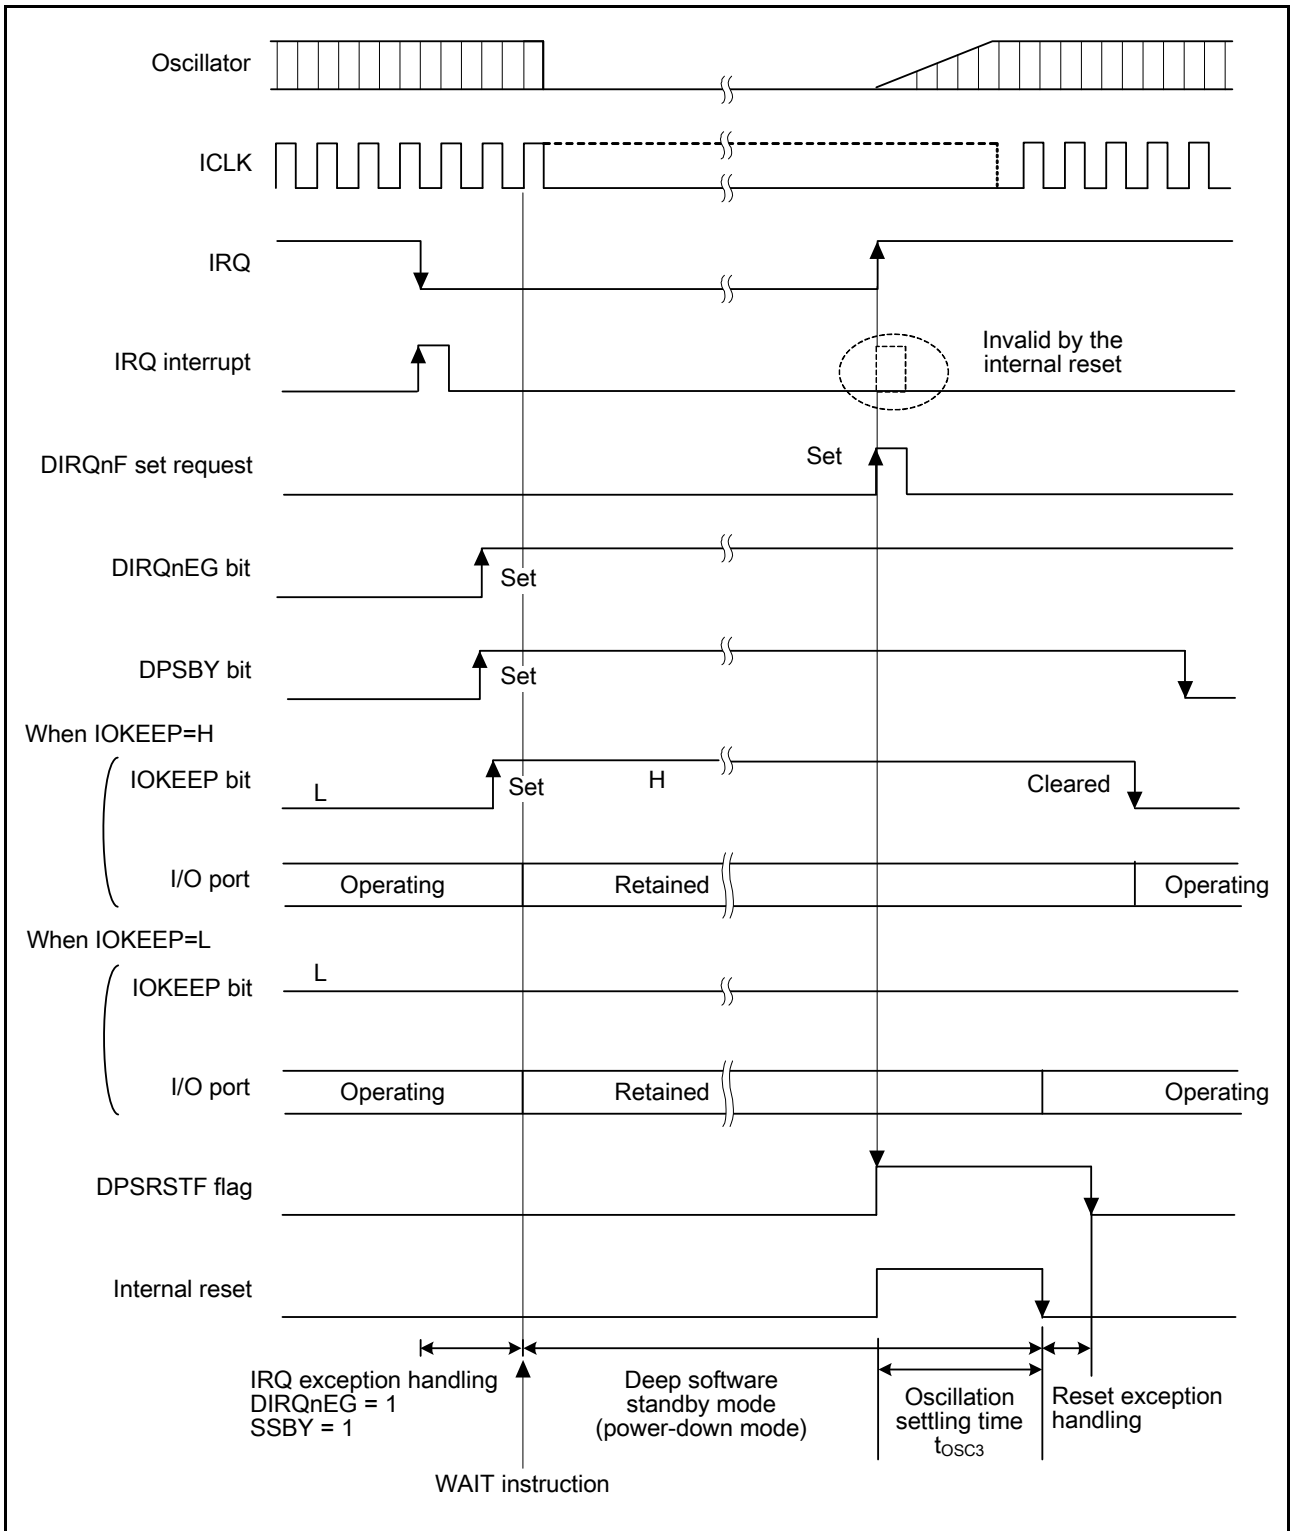 Oscillator
ICLK
IRQ
IRQ interrupt
Invalid by the
internal reset
DIRQnF set request
Set
DIRQnEG bit
Set
DPSBY bit
Set
When IOKEEP=H
IOKEEP bit
L
Set
H
Cleared
I/O port
Operating
Retained
Operating
When IOKEEP=L
IOKEEP bit
L
I/O port
Operating
Retained
Operating
DPSRSTF flag
Internal reset
IRQ exception handling
DIRQnEG = 1
SSBY = 1
Deep software
standby mode
(power-down mode)
Oscillation
settling time
tOSC3
Reset exception
handling
WAIT instruction